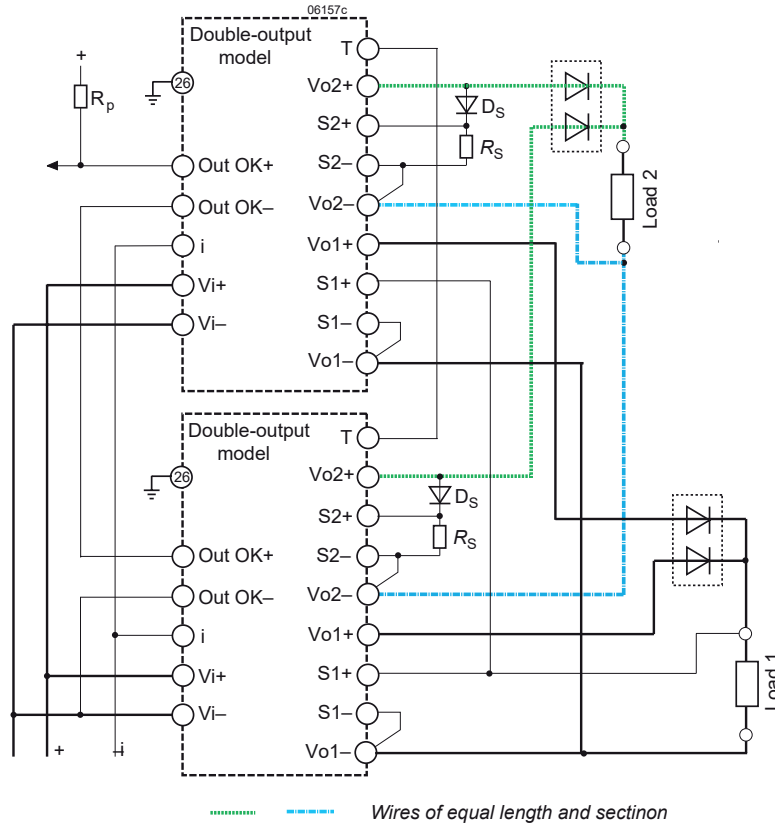 06157c
Double-output
model
T
+
26
Vo2+
Rp
DS
S2+
RS
S2–
Out OK+
Load 2
Out OK–
Vo2–
i
Vo1+
Vi+
S1+
Vi–
S1–
Vo1–
Double-output
model
T
26
Vo2+
DS
S2+
RS
Out OK+
S2–
Out OK–
Vo2–
i
Vo1+
Vi+
S1+
Load 1
Vi–
S1–
+
–i
Vo1–
Wires of equal length and sectinon